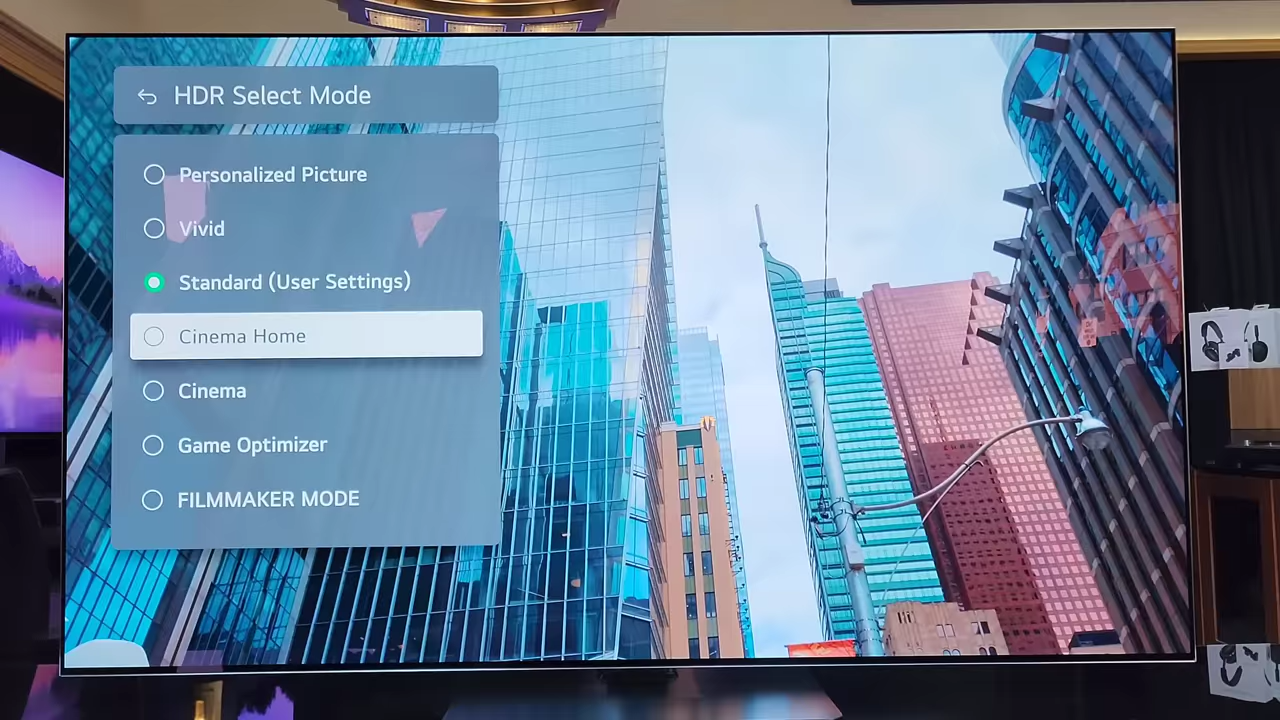 HDR Select Mode
Personalized Picture
Vivid
Standard (User Settings)
Cinema Home
Cinema
Game Optimizer
FILMMAKER MODE